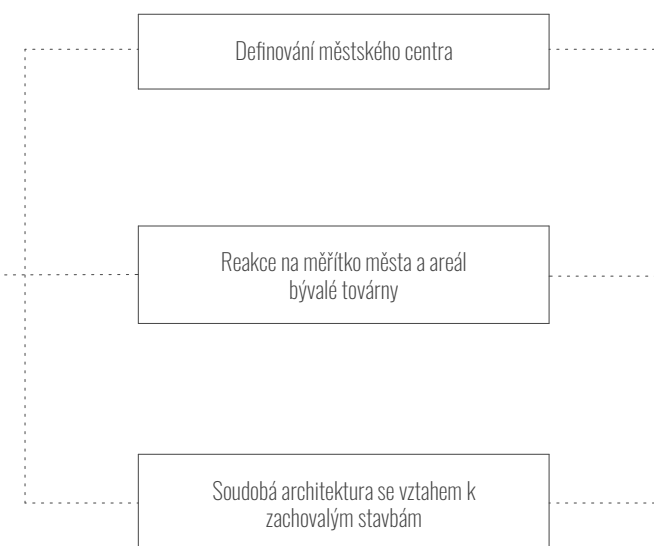 Definování městského centra
Reakce na měřítko města a areál
bývalé továrny
Soudobá architektura se vztahem k
zachovalým stavbám